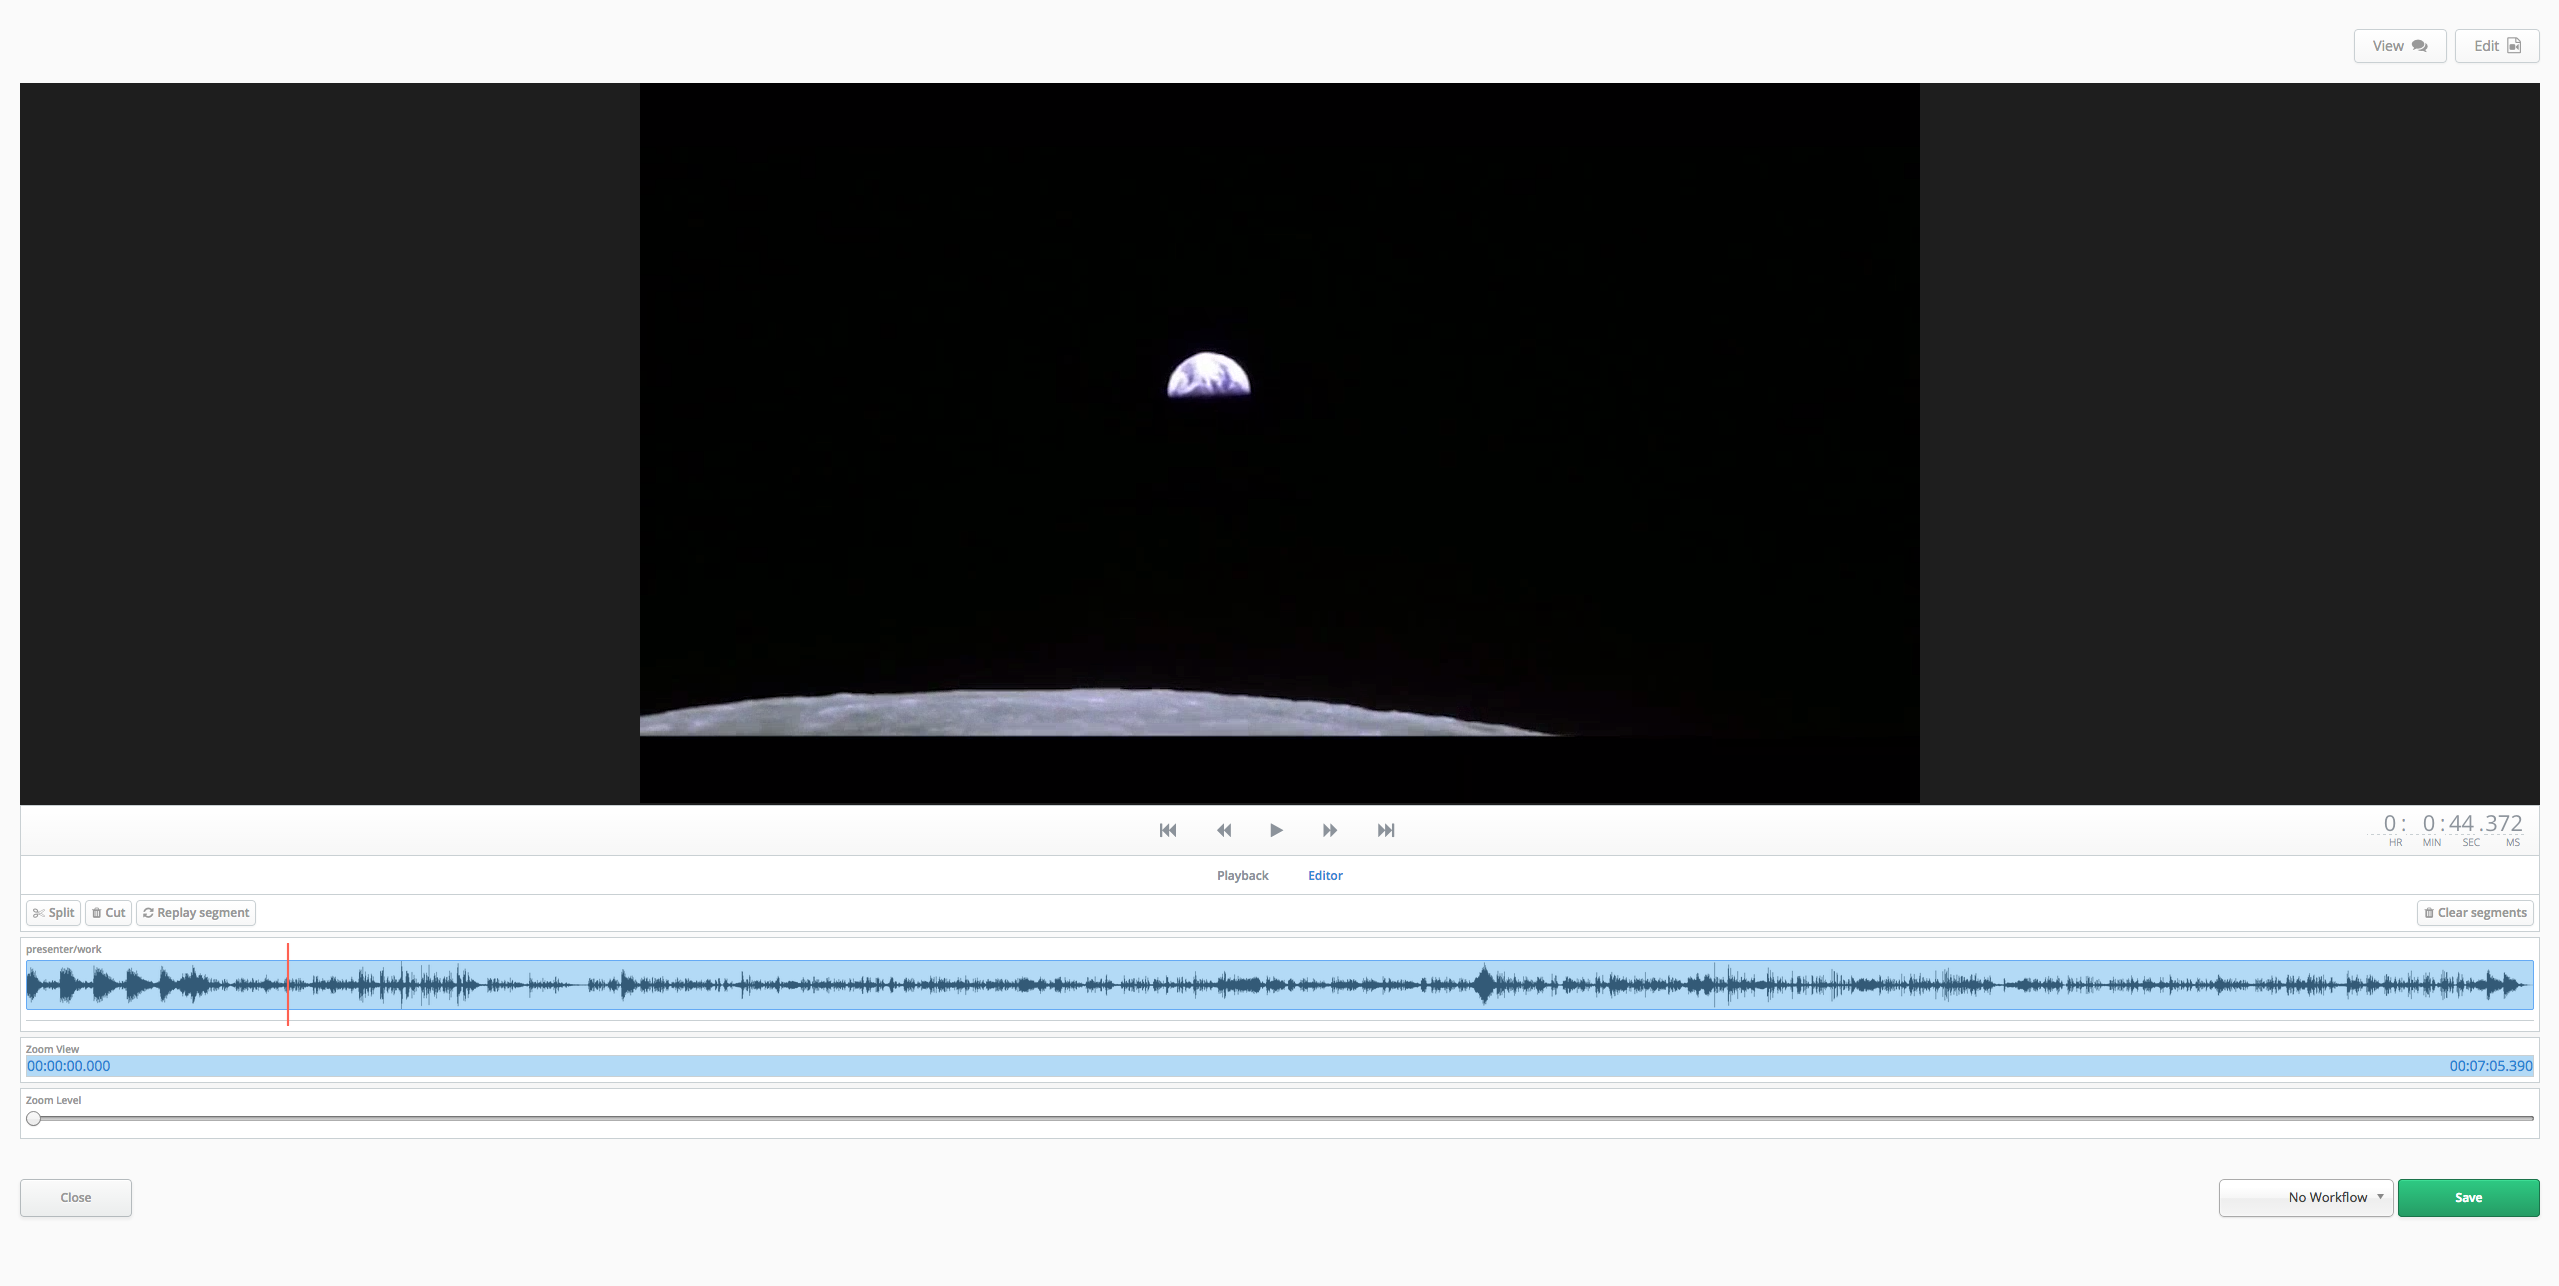 View
Edit
0: 0:44.372
HR MIN SEC MS
Playback Editor
Split Cut Replay segment Clear segments
presenter/work
Zoom View
00:00:00.000 00:07:05.390
Zoom Level
Close No Workflow Save